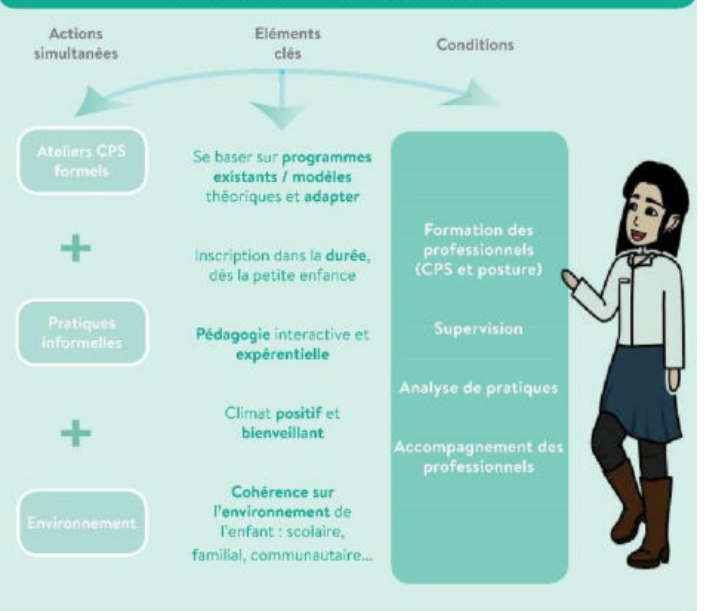 Actions
simultanées
Eléments
clés
Conditions
Ateliers CPS
formels
+
Pratiques
informelles
+
Environnement
Se baser sur programmes
existants / modèles
théoriques et adapter
Inscription dans la durée,
dès la petite enfance
Pédagogie interactive et
expérentielle
Climat positif et
bienveillant
Cohérence sur
l'environnement de
l'enfant : scolaire,
familial, communautaire...
Formation des
professionnels
(CPS et posture)
Supervision
Analyse de pratiques
Accompagnement des
professionnels